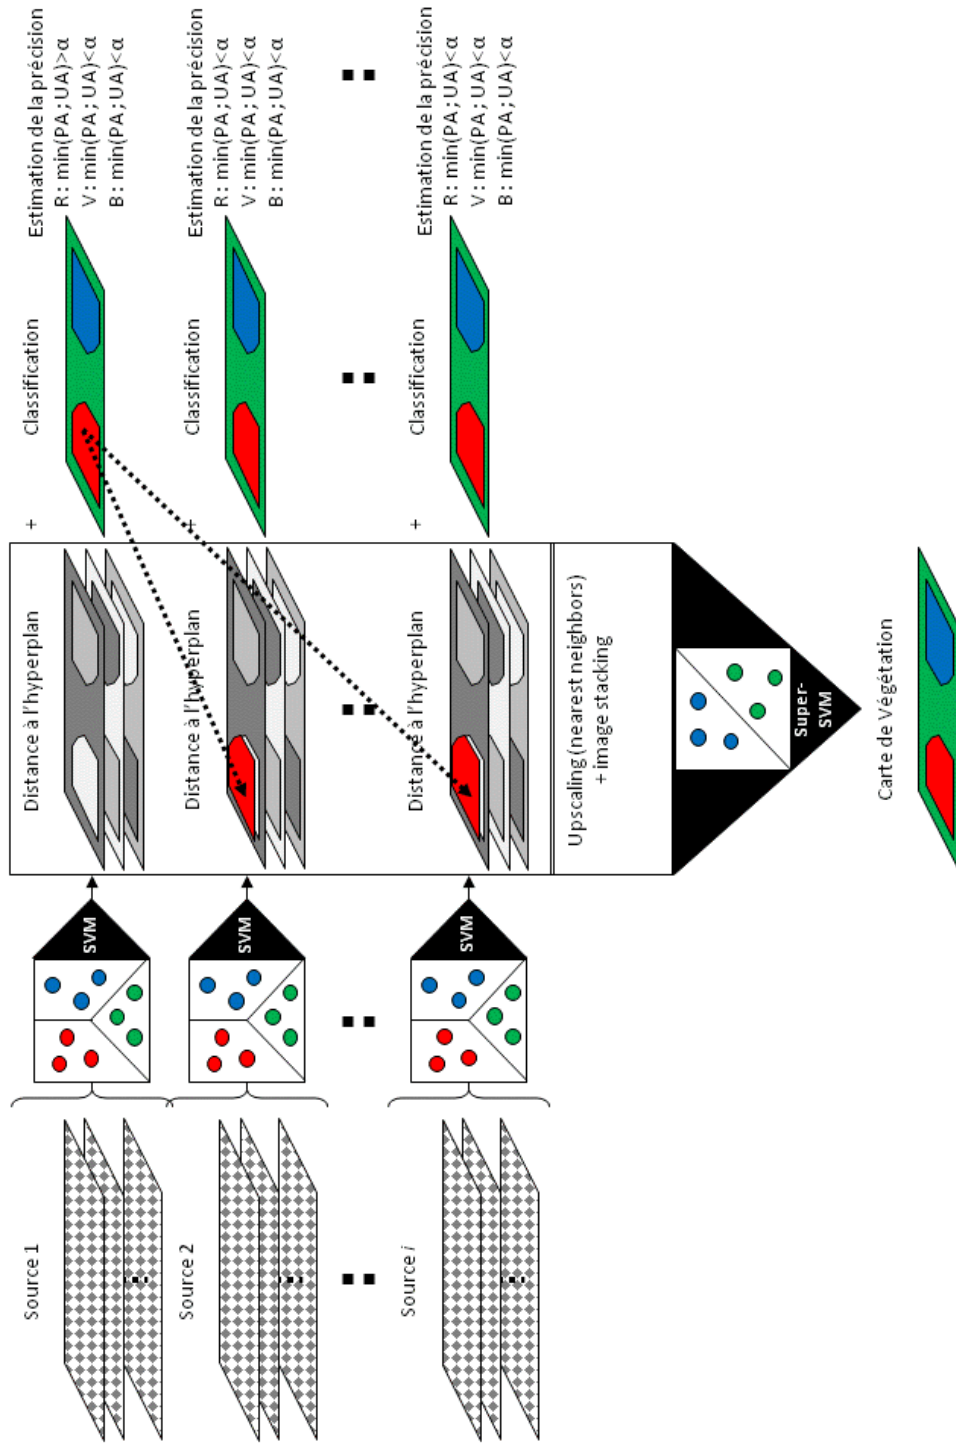 Source 1
SVM
Distance à l'hyperplan
+
Classification
Estimation de la précision
R : min(PA ; UA)>α
V : min(PA ; UA)<α
B : min(PA ; UA)<α
Source 2
SVM
Distance à l'hyperplan
+
Classification
Estimation de la précision
R : min(PA ; UA)<α
V : min(PA ; UA)<α
B : min(PA ; UA)<α
Source i
SVM
Distance à l'hyperplan
+
Classification
Estimation de la précision
R : min(PA ; UA)<α
V : min(PA ; UA)<α
B : min(PA ; UA)<α
Upscaling (nearest neighbors)
+ image stacking
Super-
SVM
Carte de Végétation